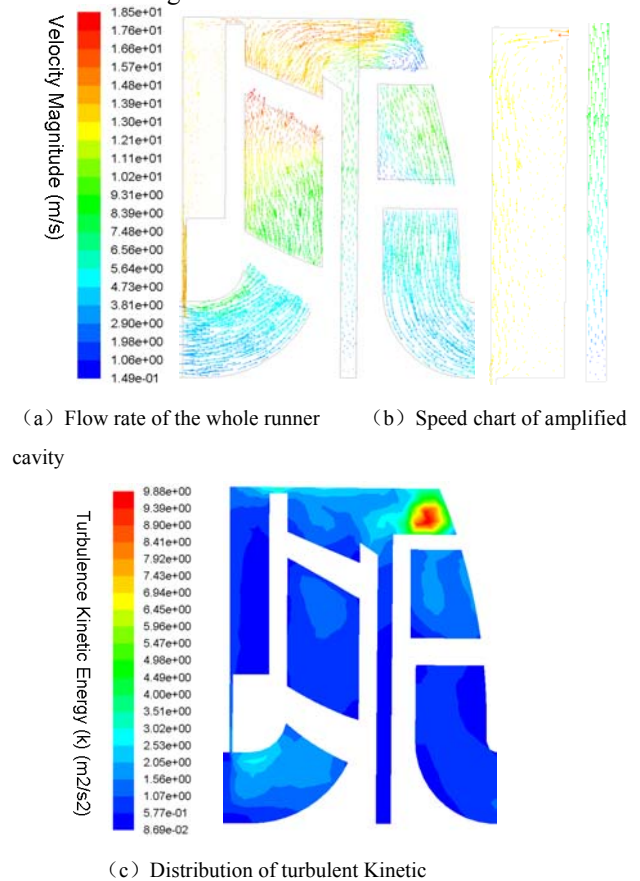 Velocity Magnitude (m/s)
1.85e+01
1.76e+01
1.67e+01
1.57e+01
1.48e+01
1.39e+01
1.30e+01
1.21e+01
1.11e+01
1.02e+01
9.31e+00
8.39e+00
7.48e+00
6.56e+00
5.64e+00
4.73e+00
3.81e+00
2.90e+00
1.98e+00
1.06e+00
1.49e-01
(a) Flow rate of the whole runner
(b) Speed chart of amplified
cavity
Turbulence Kinetic Energy (k) (m2/s2)
9.88e+00
9.39e+00
8.90e+00
8.41e+00
7.92e+00
7.43e+00
6.94e+00
6.45e+00
5.96e+00
5.47e+00
4.98e+00
4.49e+00
4.00e+00
3.51e+00
3.02e+00
2.53e+00
2.05e+00
1.56e+00
1.07e+00
5.77e-01
8.69e-02
(c) Distribution of turbulent Kinetic